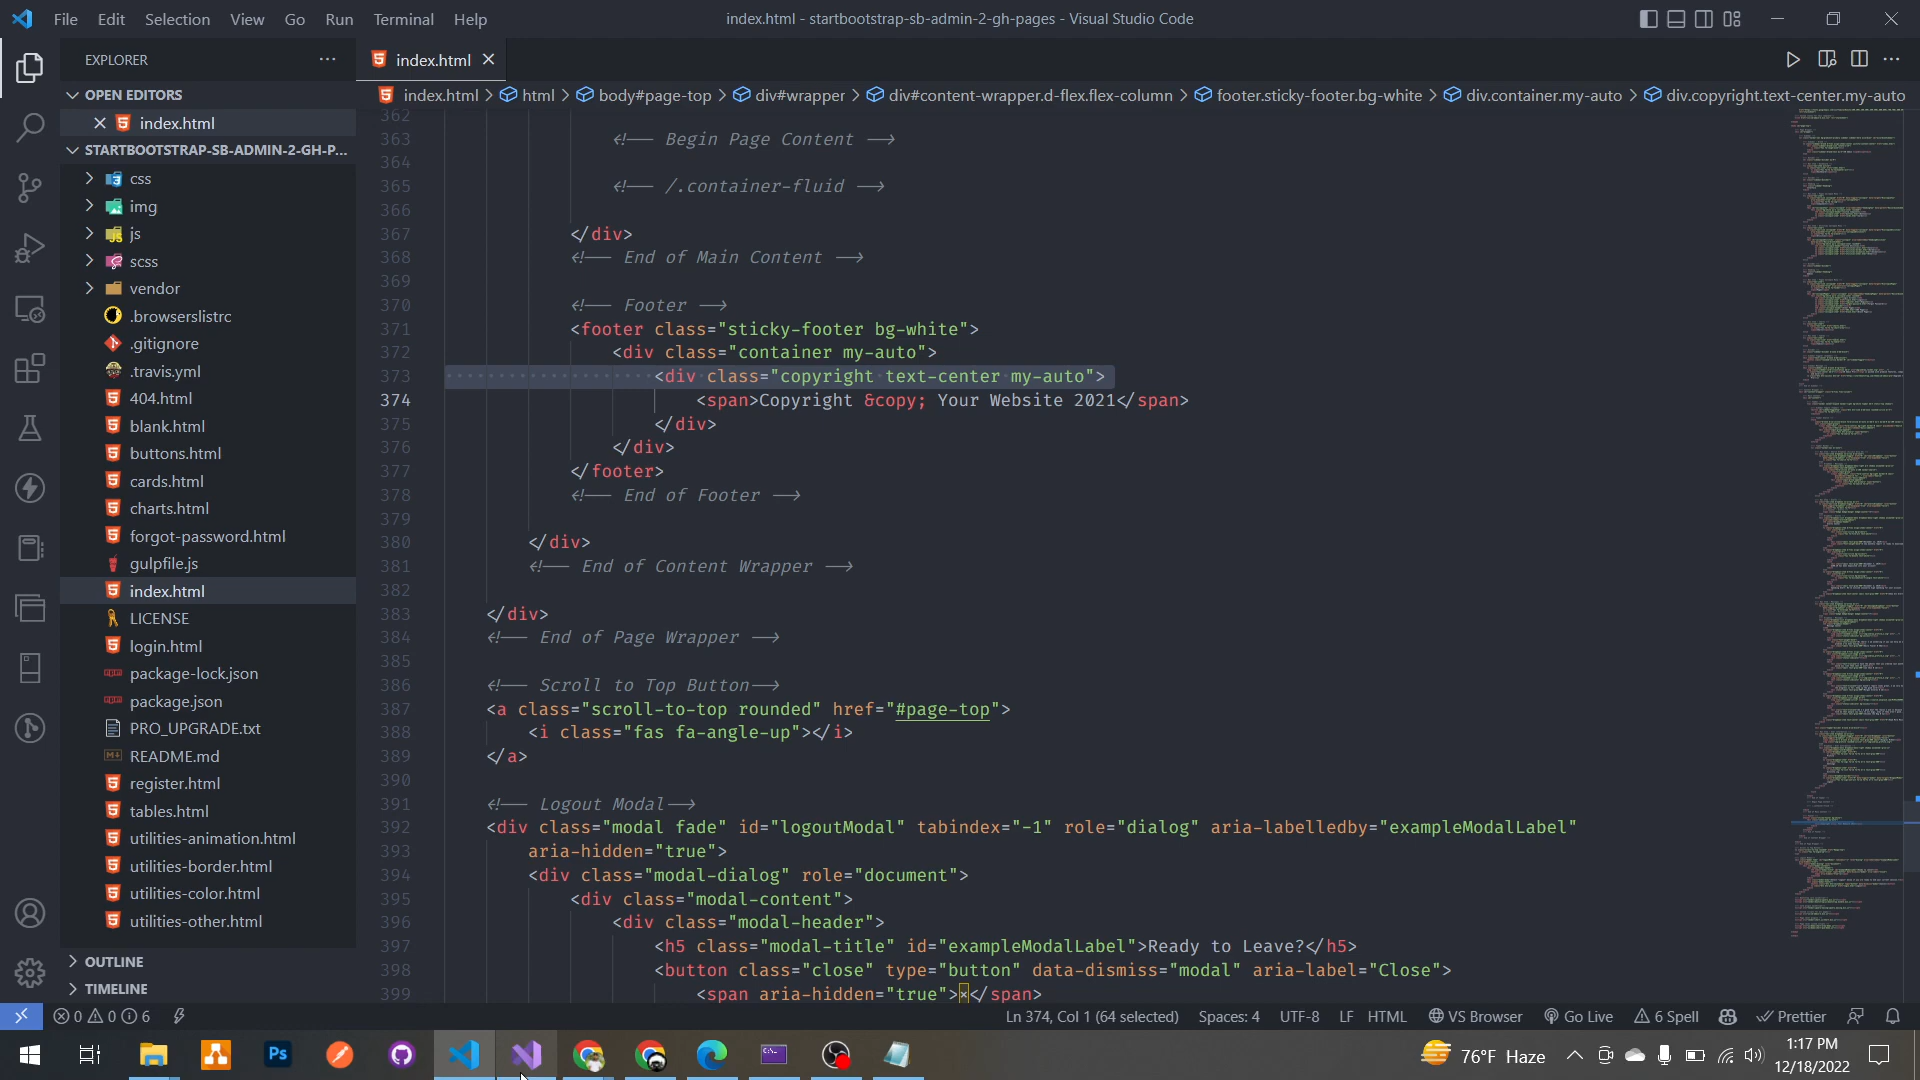 File Edit Selection View Go Run Terminal Help
index.html - startbootstrap-sb-admin-2-gh-pages - Visual Studio Code
EXPLORER
index.html
OPEN EDITORS
index.html
STARTBOOTSTRAP-SB-ADMIN-2-GH-P...
css
img
js
scss
vendor
.browserslistrc
.gitignore
.travis.yml
404.html
blank.html
buttons.html
cards.html
charts.html
forgot-password.html
gulpfile.js
index.html
LICENSE
login.html
package-lock.json
package.json
PRO_UPGRADE.txt
README.md
register.html
tables.html
utilities-animation.html
utilities-border.html
utilities-color.html
utilities-other.html
OUTLINE
TIMELINE
index.html > html > body#page-top > div#wrapper > div#content-wrapper.d-flex.flex-column > footer.sticky-footer.bg-white > div.container.my-auto > div.copyright.text-center.my-auto
362
363 <!-- Begin Page Content -->
364
365 <!-- /.container-fluid -->
366
367 </div>
368 <!-- End of Main Content -->
369
370 <!-- Footer -->
371 <footer class="sticky-footer bg-white">
372 <div class="container my-auto">
373 <div class="copyright text-center my-auto">
374 <span>Copyright &copy; Your Website 2021</span>
375 </div>
376 </div>
377 </footer>
378 <!-- End of Footer -->
379
380 </div>
381 <!-- End of Content Wrapper -->
382
383 </div>
384 <!-- End of Page Wrapper -->
385
386 <!-- Scroll to Top Button-->
387 <a class="scroll-to-top rounded" href="#page-top">
388 <i class="fas fa-angle-up"></i>
389 </a>
390
391 <!-- Logout Modal-->
392 <div class="modal fade" id="logoutModal" tabindex="-1" role="dialog" aria-labelledby="exampleModalLabel"
393 aria-hidden="true">
394 <div class="modal-dialog" role="document">
395 <div class="modal-content">
396 <div class="modal-header">
397 <h5 class="modal-title" id="exampleModalLabel">Ready to Leave?</h5>
398 <button class="close" type="button" data-dismiss="modal" aria-label="Close">
399 <span aria-hidden="true">×</span>
0 0 6
Ln 374, Col 1 (64 selected) Spaces: 4 UTF-8 LF HTML VS Browser Go Live 6 Spell Prettier
Ps
76°F Haze
1:17 PM
12/18/2022